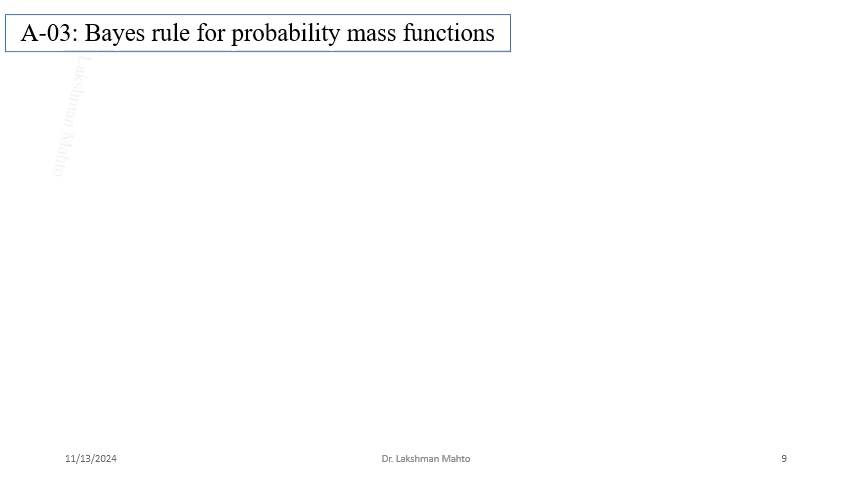 A-03: Bayes rule for probability mass functions
Lakshman Mahto
11/13/2024
Dr. Lakshman Mahto
9